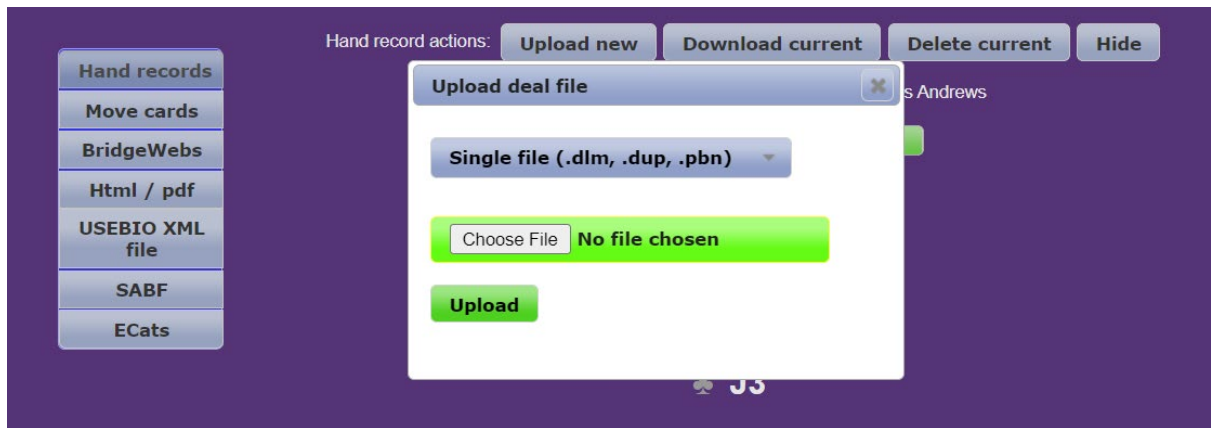 Hand record actions: Upload new Download current Delete current Hide
Hand records
Move cards
BridgeWebs
Html / pdf
USEBIO XML
file
SABF
ECats
Upload deal file
s Andrews
Single file (.dlm, .dup, .pbn)
Choose File No file chosen
Upload
J3